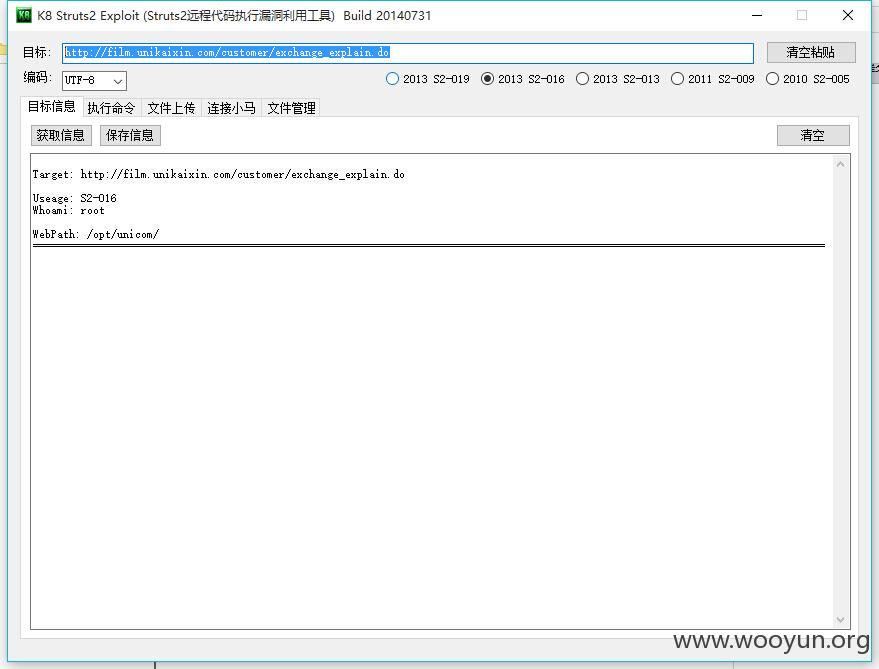 K8 Struts2 Exploit (Struts2远程代码执行漏洞利用工具) Build 20140731
目标: http://film.unikaixin.com/customer/exchange_explain.do 清空粘贴
编码: UTF-8 2013 S2-019 2013 S2-016 2013 S2-013 2011 S2-009 2010 S2-005
目标信息 执行命令 文件上传 连接小马 文件管理
获取信息 保存信息 清空
Target: http://film.unikaixin.com/customer/exchange_explain.do
Useage: S2-016
Whoami: root
WebPath: /opt/unicom/
www.wooyun.org